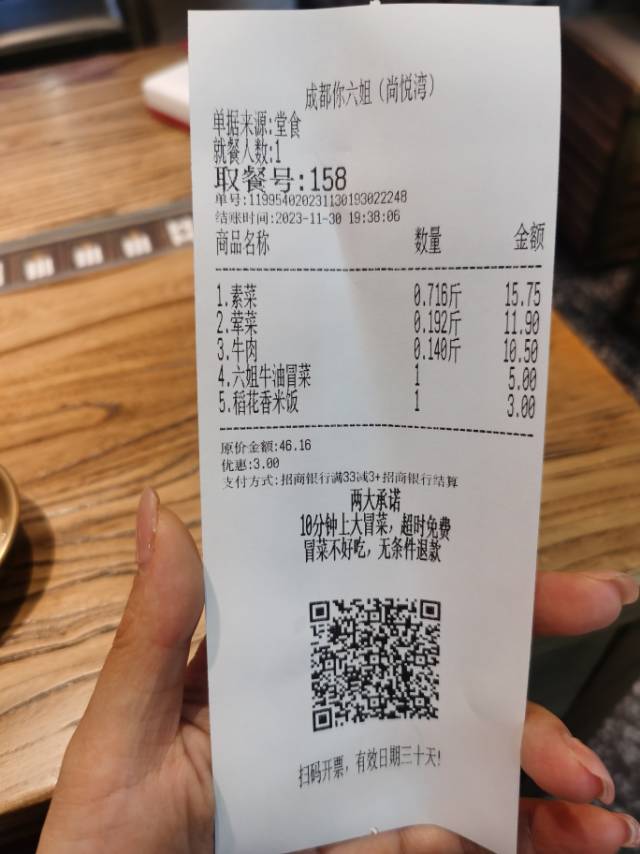 成都你六姐（尚悦湾）
单据来源:堂食
就餐人数:1
取餐号:158
单号:119954020231130193022248
结账时间:2023-11-30 19:38:06
商品名称 数量 金额
1.素菜 0.716斤 15.75
2.荤菜 0.192斤 11.90
3.牛肉 0.140斤 10.50
4.六姐牛油冒菜 1 5.00
5.稻花香米饭 1 3.00
原价金额:46.16
优惠:3.00
支付方式:招商银行满33减3+招商银行结算
两大承诺
10分钟上大冒菜，超时免费
冒菜不好吃，无条件退款
扫码开票，有效日期三十天!